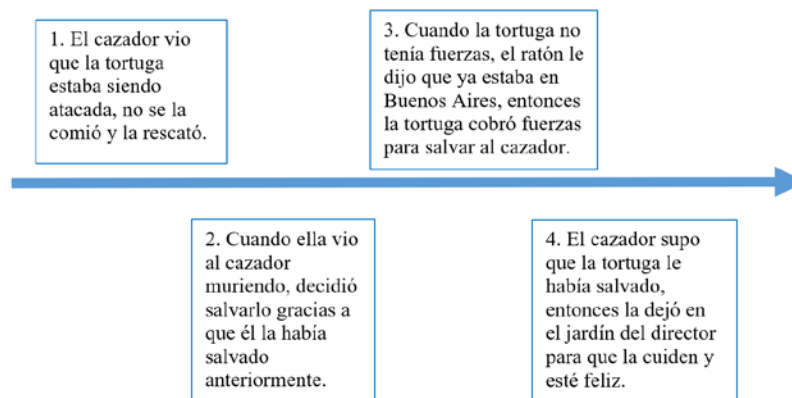 1. El cazador vio
que la tortuga
estaba siendo
atacada, no se la
comió y la rescató.
2. Cuando ella vio
al cazador
muriendo, decidió
salvarlo gracias a
que él la había
salvado
anteriormente.
3. Cuando la tortuga no
tenía fuerzas, el ratón le
dijo que ya estaba en
Buenos Aires, entonces
la tortuga cobró fuerzas
para salvar al cazador.
4. El cazador supo
que la tortuga le
había salvado,
entonces la dejó en
el jardín del director
para que la cuiden y
esté feliz.